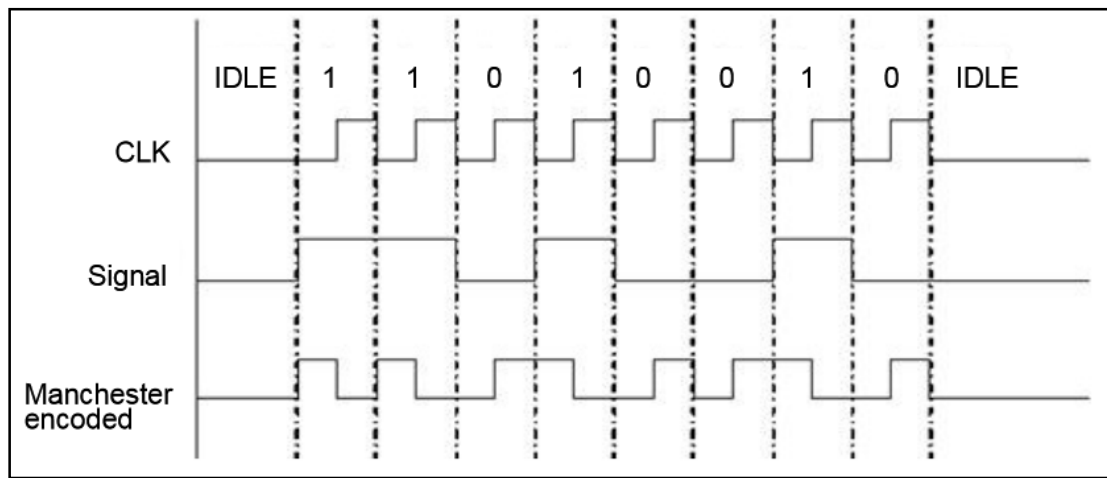 IDLE 1 1 0 1 0 0 1 0 IDLE
CLK
Signal
Manchester
encoded